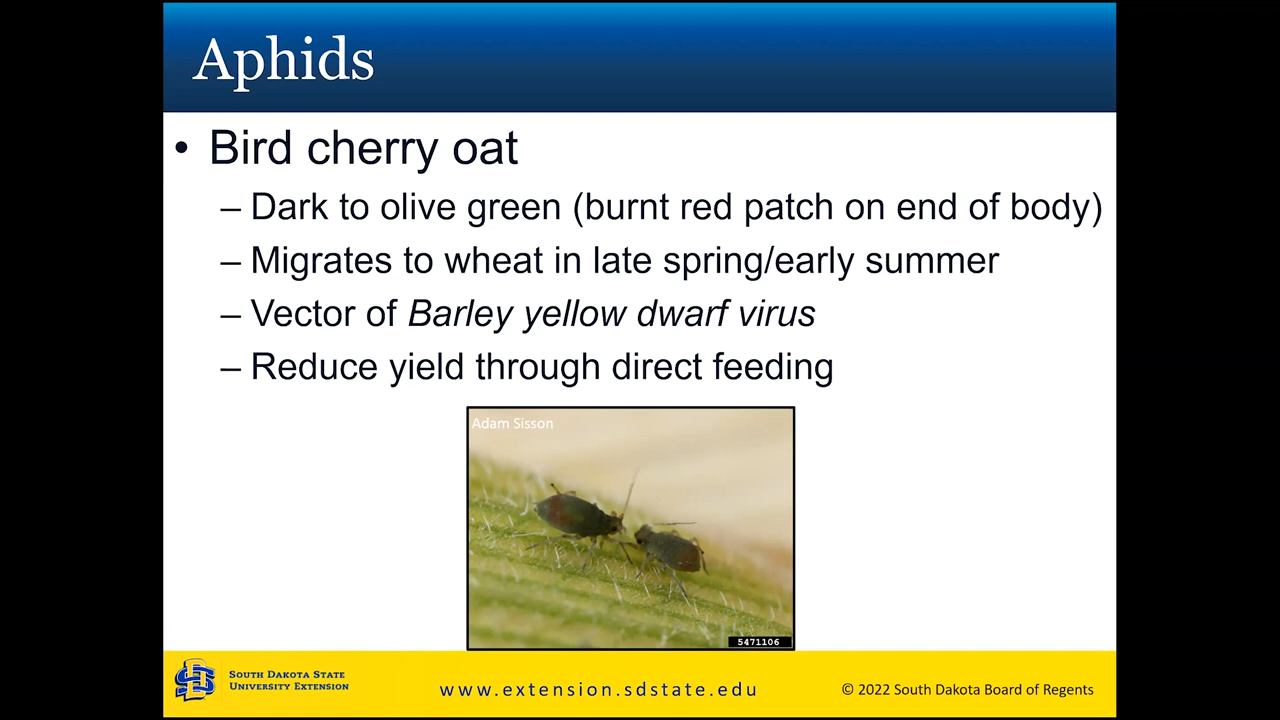 Aphids
• Bird cherry oat
– Dark to olive green (burnt red patch on end of body)
– Migrates to wheat in late spring/early summer
– Vector of Barley yellow dwarf virus
– Reduce yield through direct feeding
Adam Sisson
5471106
South Dakota State
University Extension
www.extension.sdstate.edu
© 2022 South Dakota Board of Regents